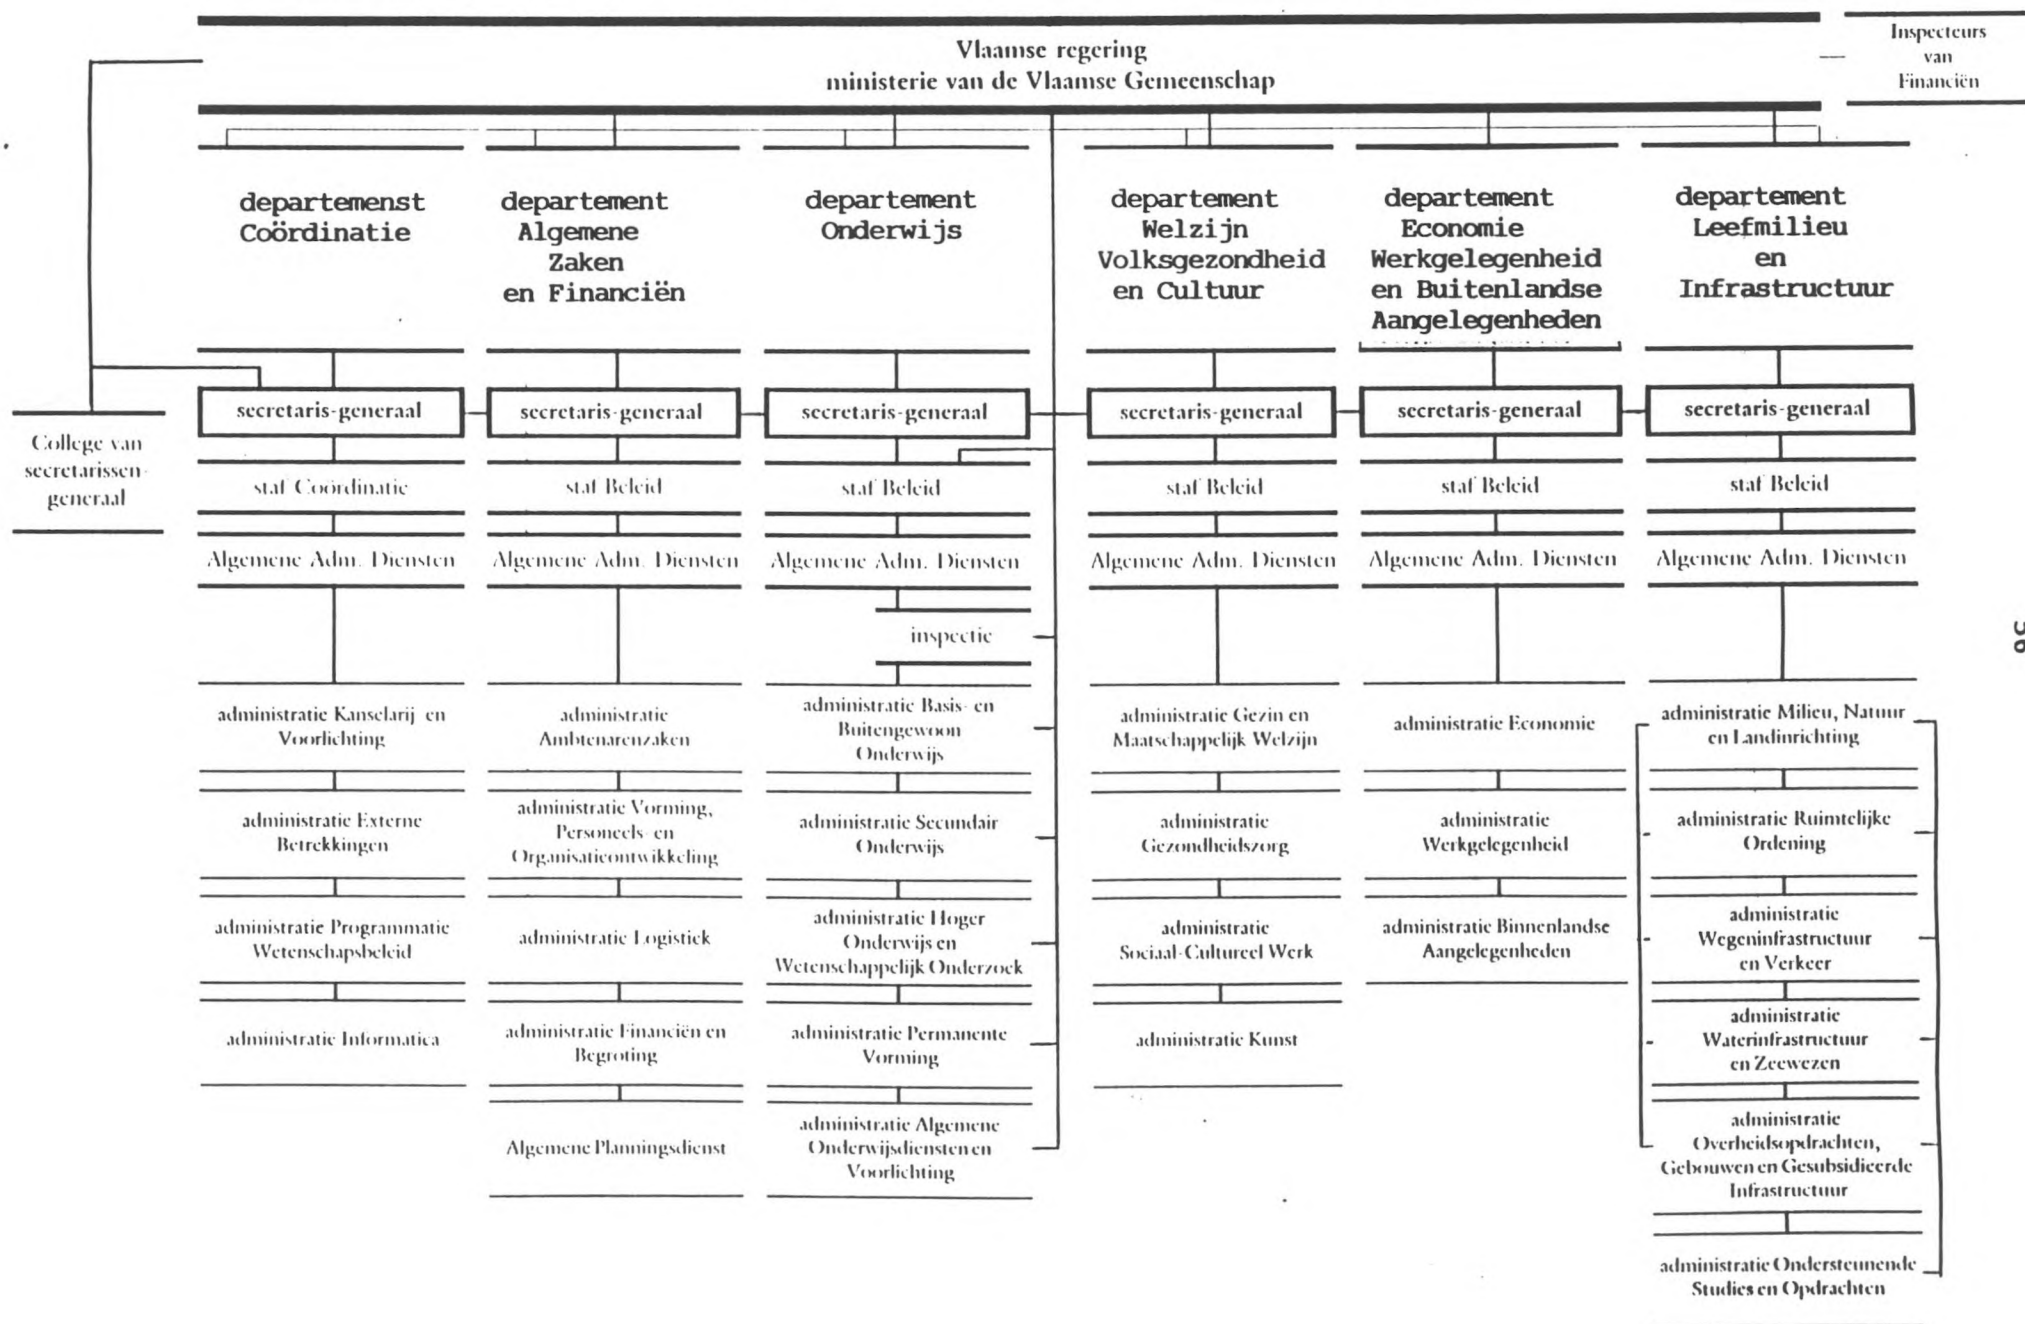 Vlaamse regering
ministerie van de Vlaamse Gemeenschap
Inspecteurs
van
Financiën
departemenst
Coördinatie
departement
Algemene
Zaken
en Financiën
departement
Onderwijs
departement
Welzijn
Volksgezondheid
en Cultuur
departement
Economie
Werkgelegenheid
en Buitenlandse
Aangelegenheden
departement
Leefmilieu
en
Infrastructuur
College van
secretarissen-
generaal
secretaris-generaal
secretaris-generaal
secretaris-generaal
secretaris-generaal
secretaris-generaal
secretaris-generaal
staf Coördinatie
staf Beleid
staf Beleid
staf Beleid
staf Beleid
staf Beleid
Algemene Adm. Diensten
Algemene Adm. Diensten
Algemene Adm. Diensten
Algemene Adm. Diensten
Algemene Adm. Diensten
Algemene Adm. Diensten
inspectie
56
administratie Kanselarij en
Voorlichting
administratie Externe
Betrekkingen
administratie Programmatie
Wetenschapsbeleid
administratie Informatica
administratie
Ambtenarenzaken
administratie Vorming,
Personeels- en
Organisatieontwikkeling
administratie Logistiek
administratie Financiën en
Begroting
Algemene Planningsdienst
administratie Basis- en
Buitengewoon
Onderwijs
administratie Secundair
Onderwijs
administratie Hoger
Onderwijs en
Wetenschappelijk Onderzoek
administratie Permanente
Vorming
administratie Algemene
Onderwijsdiensten en
Voorlichting
administratie Gezin en
Maatschappelijk Welzijn
administratie
Gezondheidszorg
administratie
Sociaal-Cultureel Werk
administratie Kunst
administratie Economie
administratie
Werkgelegenheid
administratie Binnenlandse
Aangelegenheden
administratie Milieu, Natuur
en Landinrichting
administratie Ruimtelijke
Ordening
administratie
Wegeninfrastructuur
en Verkeer
administratie
Waterinfrastructuur
en Zeewezen
administratie
Overheidsopdrachten,
Gebouwen en Gesubsidieerde
Infrastructuur
administratie Ondersteunende
Studies en Opdrachten